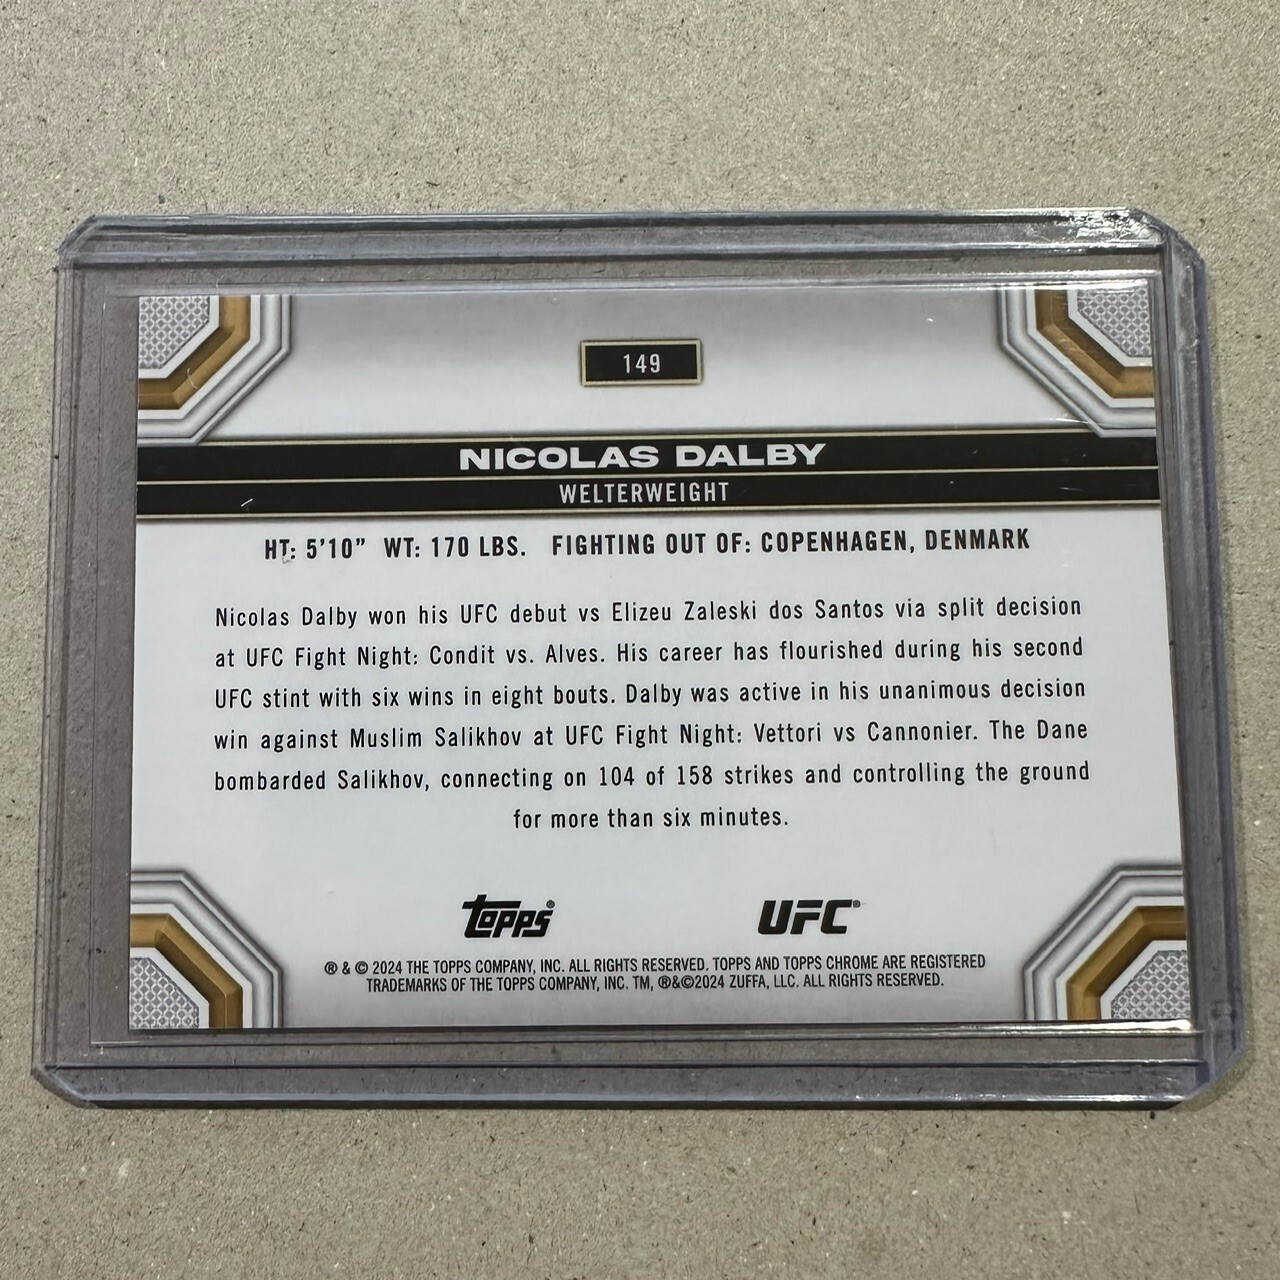 149
NICOLAS DALBY
WELTERWEIGHT
HT: 5'10" WT: 170 LBS. FIGHTING OUT OF: COPENHAGEN, DENMARK
Nicolas Dalby won his UFC debut vs Elizeu Zaleski dos Santos via split decision
at UFC Fight Night: Condit vs. Alves. His career has flourished during his second
UFC stint with six wins in eight bouts. Dalby was active in his unanimous decision
win against Muslim Salikhov at UFC Fight Night: Vettori vs Cannonier. The Dane
bombarded Salikhov, connecting on 104 of 158 strikes and controlling the ground
for more than six minutes.
Topps® UFC®
® & © 2024 THE TOPPS COMPANY, INC. ALL RIGHTS RESERVED. TOPPS AND TOPPS CHROME ARE REGISTERED
TRADEMARKS OF THE TOPPS COMPANY, INC. TM, ®&©2024 ZUFFA, LLC. ALL RIGHTS RESERVED.